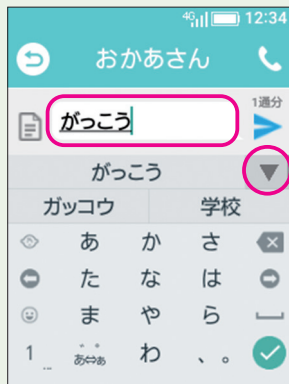 4G 12:34
おかあさん
1通分
がっこう
がっこう ▼
ガッコウ 学校
あ か さ
た な は
ま や ら
1 あ⇔ぁ わ 、。